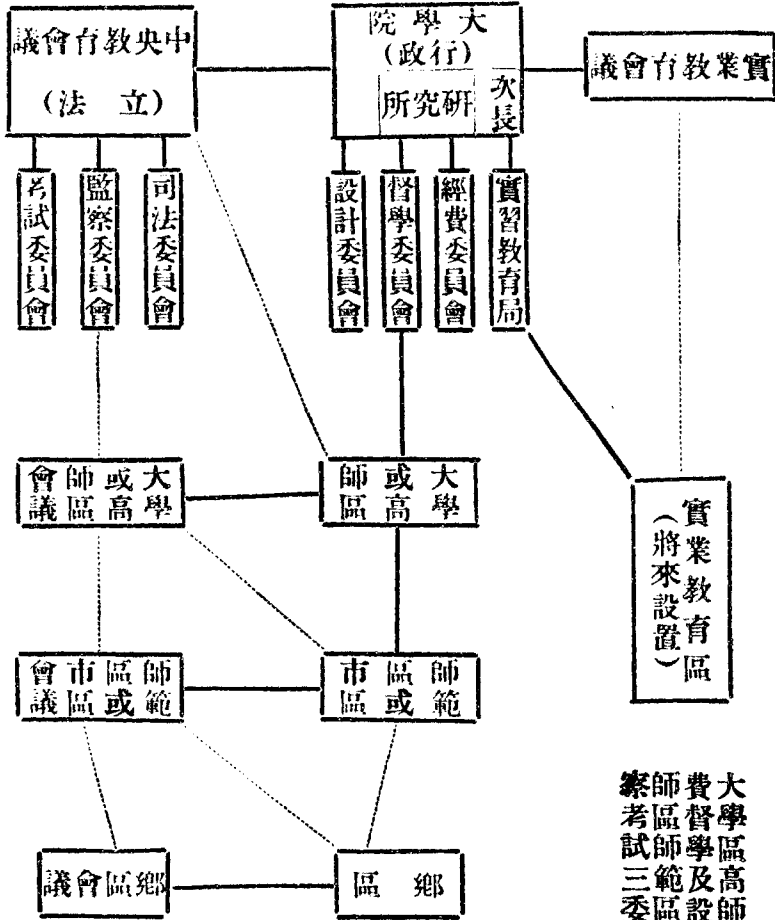 實業教育會議
大學院
(行政)
次長
研究所
中央教育會議
(立法)
實習教育局
經費委員會
督學委員會
設計委員會
司法委員會
監察委員會
考試委員會
大學或高師區
大學或高師區會議
實業教育區
(將來設置)
師範區或市區
師範區或市區會議
鄉區
鄉區會議
大學區高師
費督學及設
師區師範區
察考試三委